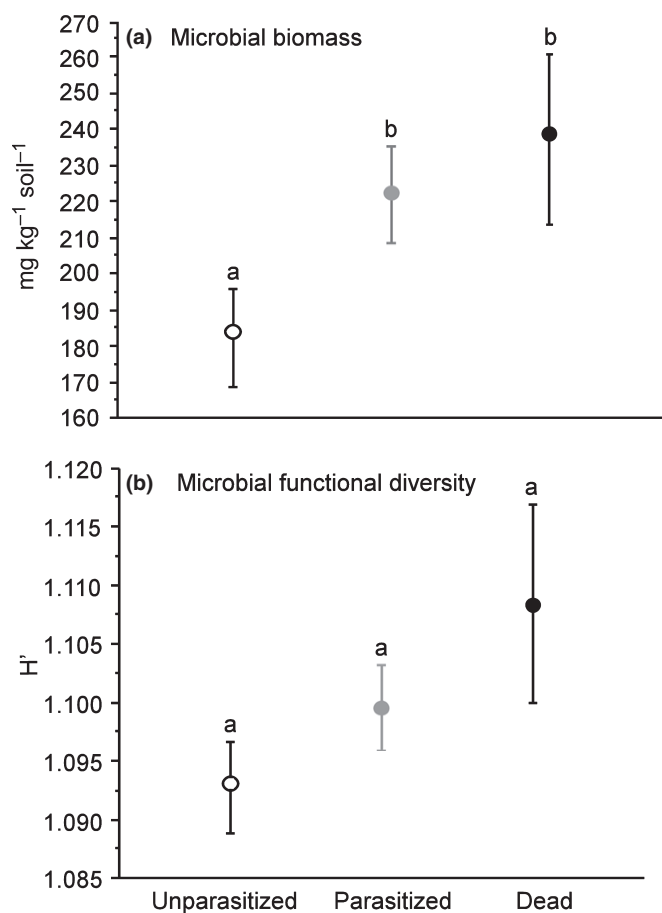 (a) Microbial biomass
270
260
250
240
230
220
210
200
190
180
170
160
mg kg⁻¹ soil⁻¹
a
b
b
(b) Microbial functional diversity
1.120
1.115
1.110
1.105
1.100
1.095
1.090
1.085
H'
a
a
a
Unparasitized Parasitized Dead